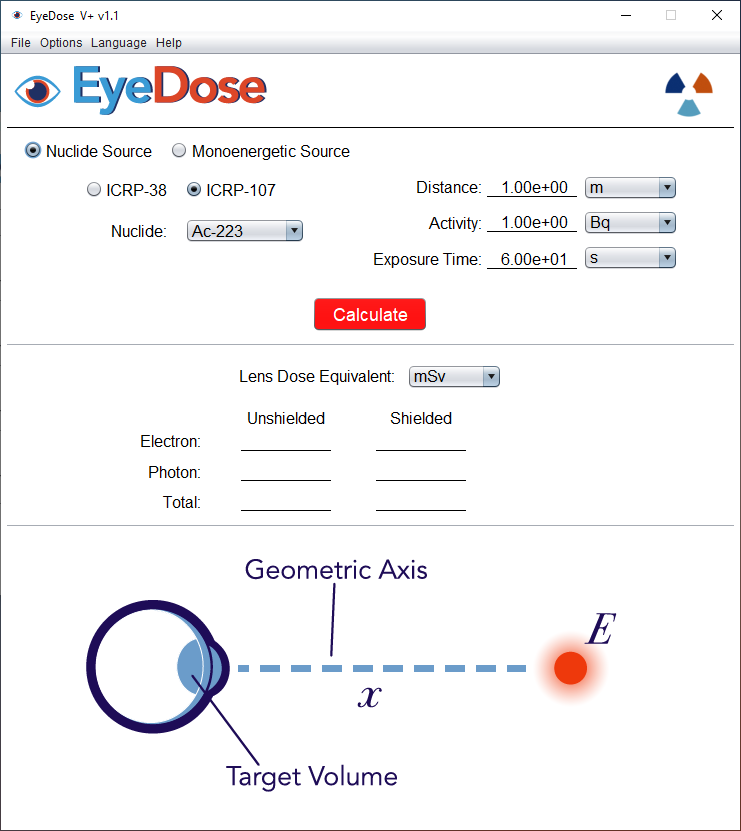 EyeDose V+ v1.1
File Options Language Help
EyeDose
Nuclide Source Monoenergetic Source
ICRP-38 ICRP-107
Distance: 1.00e+00 m
Nuclide: Ac-223
Activity: 1.00e+00 Bq
Exposure Time: 6.00e+01 s
Calculate
Lens Dose Equivalent: mSv
Unshielded Shielded
Electron:
Photon:
Total:
Geometric Axis
E
x
Target Volume